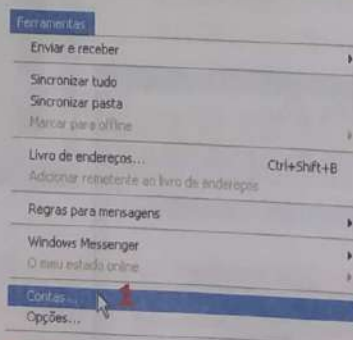 Ferramentas
Enviar e receber
Sincronizar tudo
Sincronizar pasta
Marcar para offline
Livro de endereços... Ctrl+Shift+B
Adicionar remetente ao livro de endereços
Regras para mensagens
Windows Messenger
O meu estado online
Contas... 1
Opções...